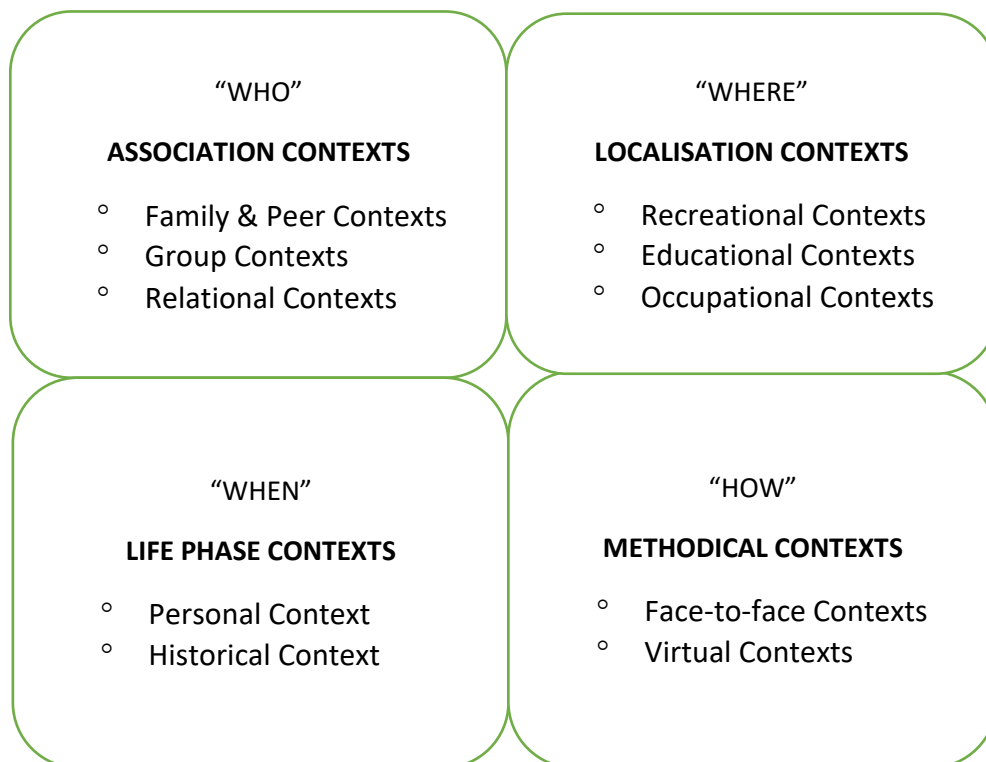 “WHO”
ASSOCIATION CONTEXTS
° Family & Peer Contexts
° Group Contexts
° Relational Contexts
“WHERE”
LOCALISATION CONTEXTS
° Recreational Contexts
° Educational Contexts
° Occupational Contexts
“WHEN”
LIFE PHASE CONTEXTS
° Personal Context
° Historical Context
“HOW”
METHODICAL CONTEXTS
° Face-to-face Contexts
° Virtual Contexts